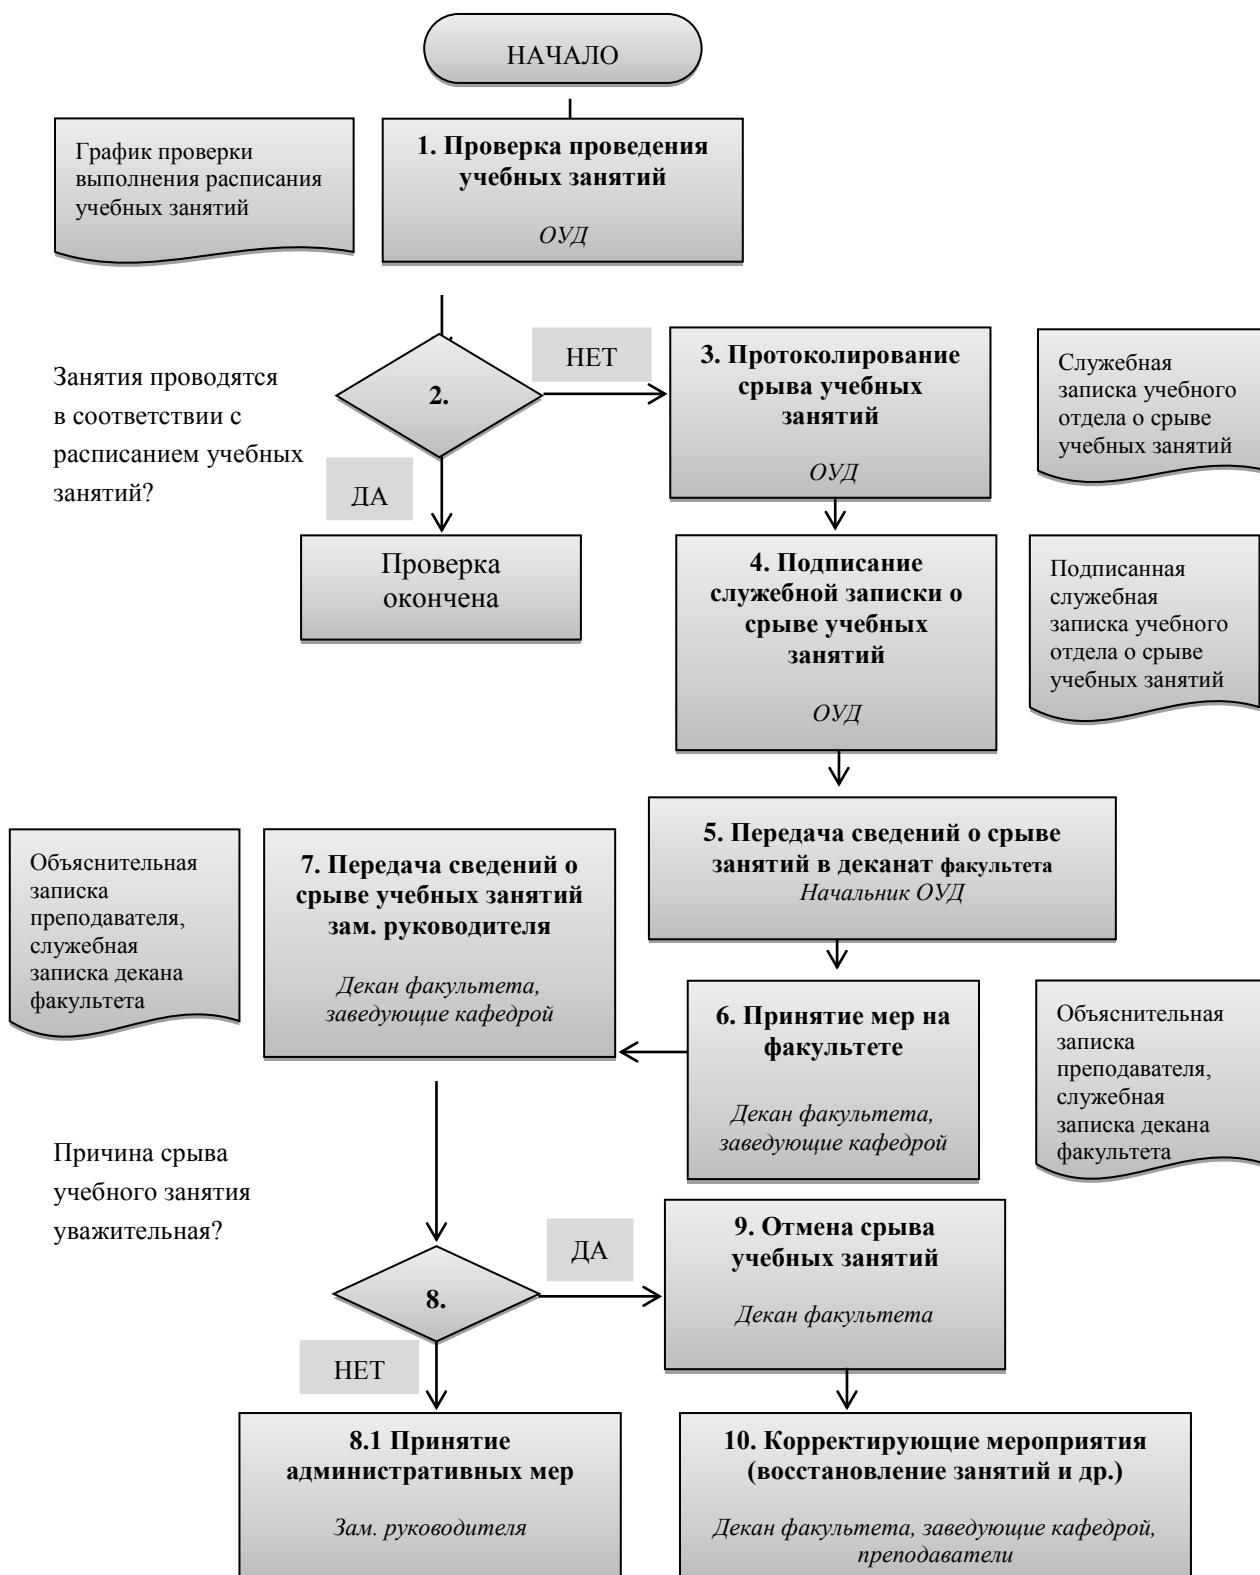 НАЧАЛО
График проверки
выполнения расписания
учебных занятий
1. Проверка проведения
учебных занятий
ОУД
Занятия проводятся
в соответствии с
расписанием учебных
занятий?
2.
НЕТ
ДА
Проверка
окончена
3. Протоколирование
срыва учебных
занятий
ОУД
Служебная
записка учебного
отдела о срыве
учебных занятий
4. Подписание
служебной записки о
срыве учебных
занятий
ОУД
Подписанная
служебная
записка учебного
отдела о срыве
учебных занятий
5. Передача сведений о срыве
занятий в деканат факультета
Начальник ОУД
6. Принятие мер на
факультете
Декан факультета,
заведующие кафедрой
Объяснительная
записка
преподавателя,
служебная
записка декана
факультета
7. Передача сведений о
срыве учебных занятий
зам. руководителя
Декан факультета,
заведующие кафедрой
Объяснительная
записка
преподавателя,
служебная
записка декана
факультета
Причина срыва
учебного занятия
уважительная?
8.
ДА
НЕТ
9. Отмена срыва
учебных занятий
Декан факультета
8.1 Принятие
административных мер
Зам. руководителя
10. Корректирующие мероприятия
(восстановление занятий и др.)
Декан факультета, заведующие кафедрой,
преподаватели